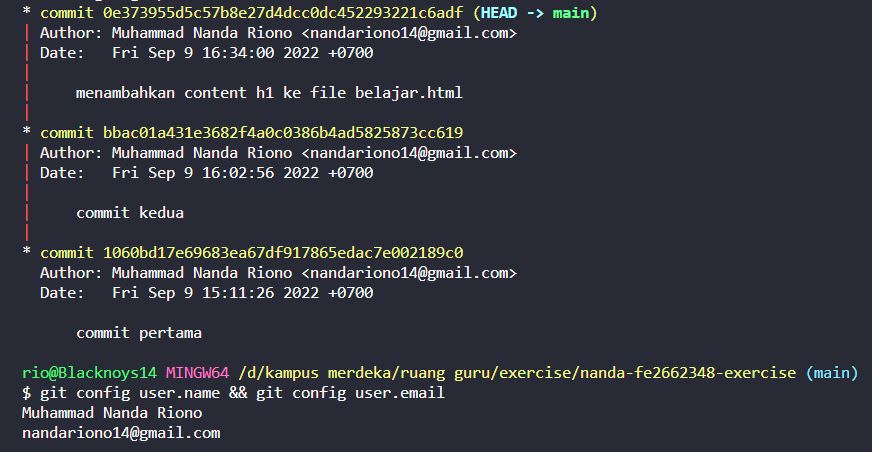 * commit 0e373955d5c57b8e27d4dcc0dc452293221c6adf (HEAD -> main)
| Author: Muhammad Nanda Riono <nandariono14@gmail.com>
| Date:   Fri Sep 9 16:34:00 2022 +0700
|
|     menambahkan content h1 ke file belajar.html
|
* commit bbac01a431e3682f4a0c0386b4ad5825873cc619
| Author: Muhammad Nanda Riono <nandariono14@gmail.com>
| Date:   Fri Sep 9 16:02:56 2022 +0700
|
|     commit kedua
|
* commit 1060bd17e69683ea67df917865edac7e002189c0
  Author: Muhammad Nanda Riono <nandariono14@gmail.com>
  Date:   Fri Sep 9 15:11:26 2022 +0700
      commit pertama
rio@Blacknoys14 MINGW64 /d/kampus merdeka/ruang guru/exercise/nanda-fe2662348-exercise (main)
$ git config user.name && git config user.email
Muhammad Nanda Riono
nandariono14@gmail.com